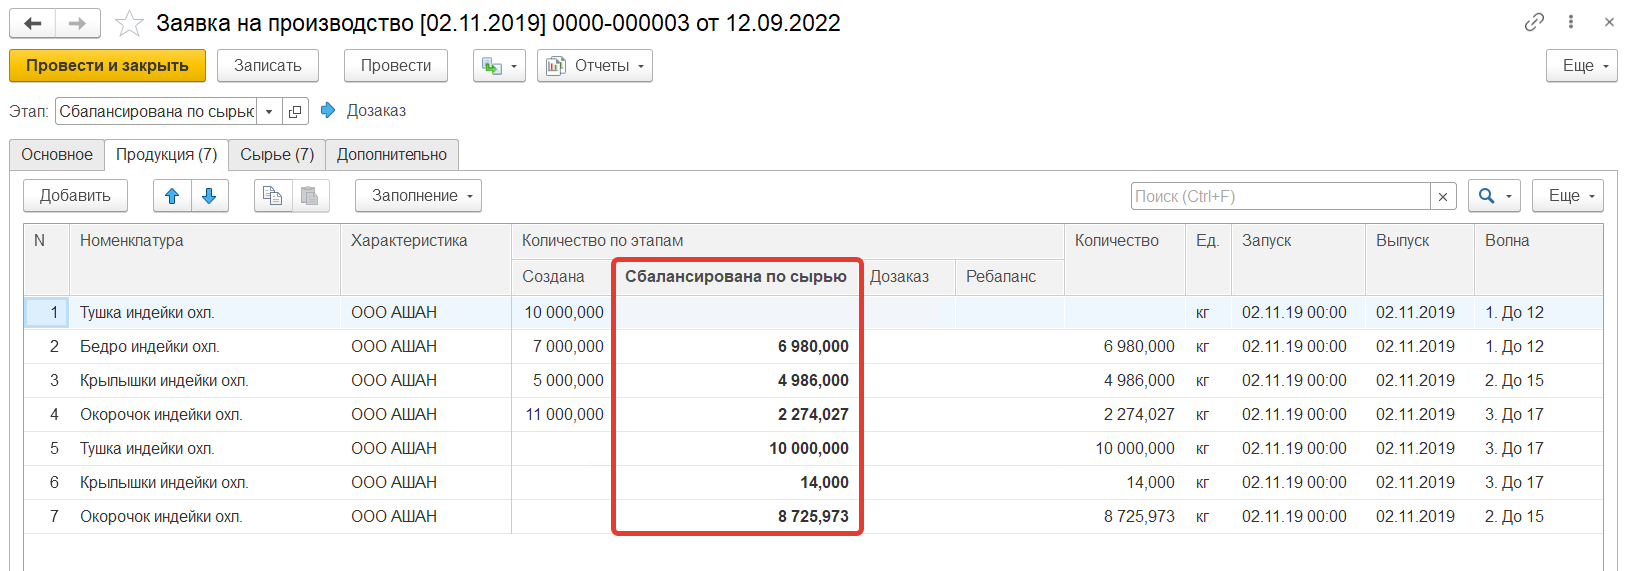 Заявка на производство [02.11.2019] 0000-000003 от 12.09.2022
Провести и закрыть Записать Провести Отчеты Еще
Этап: Сбалансирована по сырьк Дозаказ
Основное Продукция (7) Сырье (7) Дополнительно
Добавить Заполнение Поиск (Ctrl+F) Еще
N Номенклатура Характеристика Количество по этапам Количество Ед. Запуск Выпуск Волна
Создана Сбалансирована по сырью Дозаказ Ребаланс
1 Тушка индейки охл. ООО АШАН 10 000,000 кг 02.11.19 00:00 02.11.2019 1. До 12
2 Бедро индейки охл. ООО АШАН 7 000,000 6 980,000 6 980,000 кг 02.11.19 00:00 02.11.2019 1. До 12
3 Крылышки индейки охл. ООО АШАН 5 000,000 4 986,000 4 986,000 кг 02.11.19 00:00 02.11.2019 2. До 15
4 Окорочок индейки охл. ООО АШАН 11 000,000 2 274,027 2 274,027 кг 02.11.19 00:00 02.11.2019 3. До 17
5 Тушка индейки охл. ООО АШАН 10 000,000 10 000,000 кг 02.11.19 00:00 02.11.2019 3. До 17
6 Крылышки индейки охл. ООО АШАН 14,000 14,000 кг 02.11.19 00:00 02.11.2019 3. До 17
7 Окорочок индейки охл. ООО АШАН 8 725,973 8 725,973 кг 02.11.19 00:00 02.11.2019 2. До 15